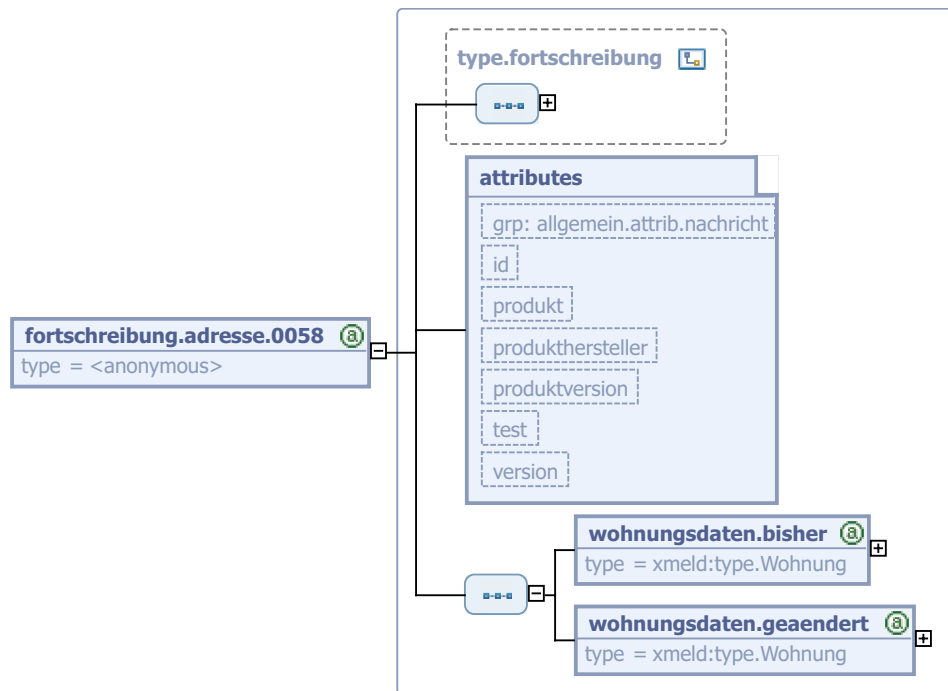 type.fortschreibung
attributes
grp: allgemein.attrib.nachricht
id
produkt
produkthersteller
produktversion
test
version
fortschreibung.adresse.0058 a
type = <anonymous>
wohnungsdaten.bisher a
type = xmeld:type.Wohnung
wohnungsdaten.geaendert a
type = xmeld:type.Wohnung